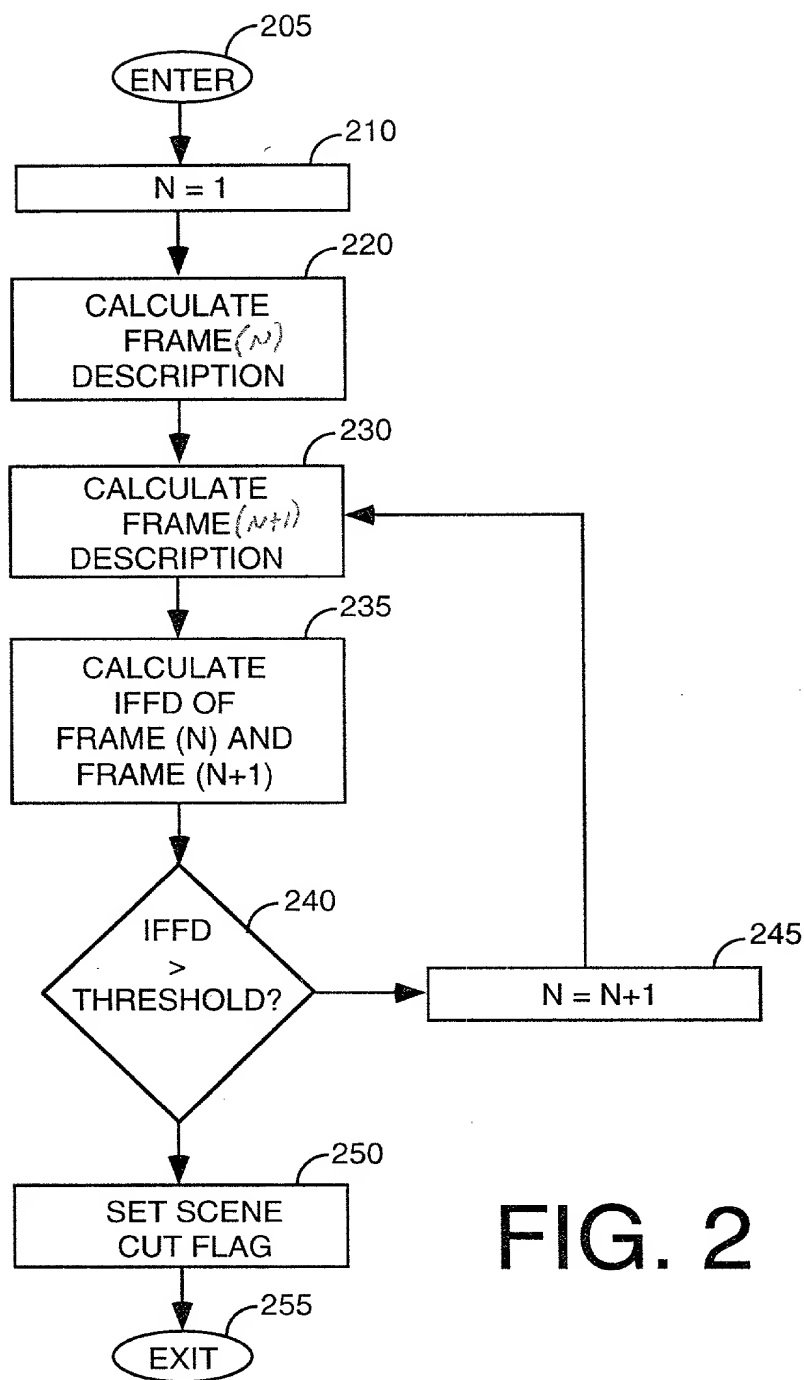 205
ENTER
210
N = 1
220
CALCULATE
FRAME (N)
DESCRIPTION
230
CALCULATE
FRAME (N+1)
DESCRIPTION
235
CALCULATE
IFFD OF
FRAME (N) AND
FRAME (N+1)
240
IFFD
>
THRESHOLD?
245
N = N+1
250
SET SCENE
CUT FLAG
255
EXIT
FIG. 2